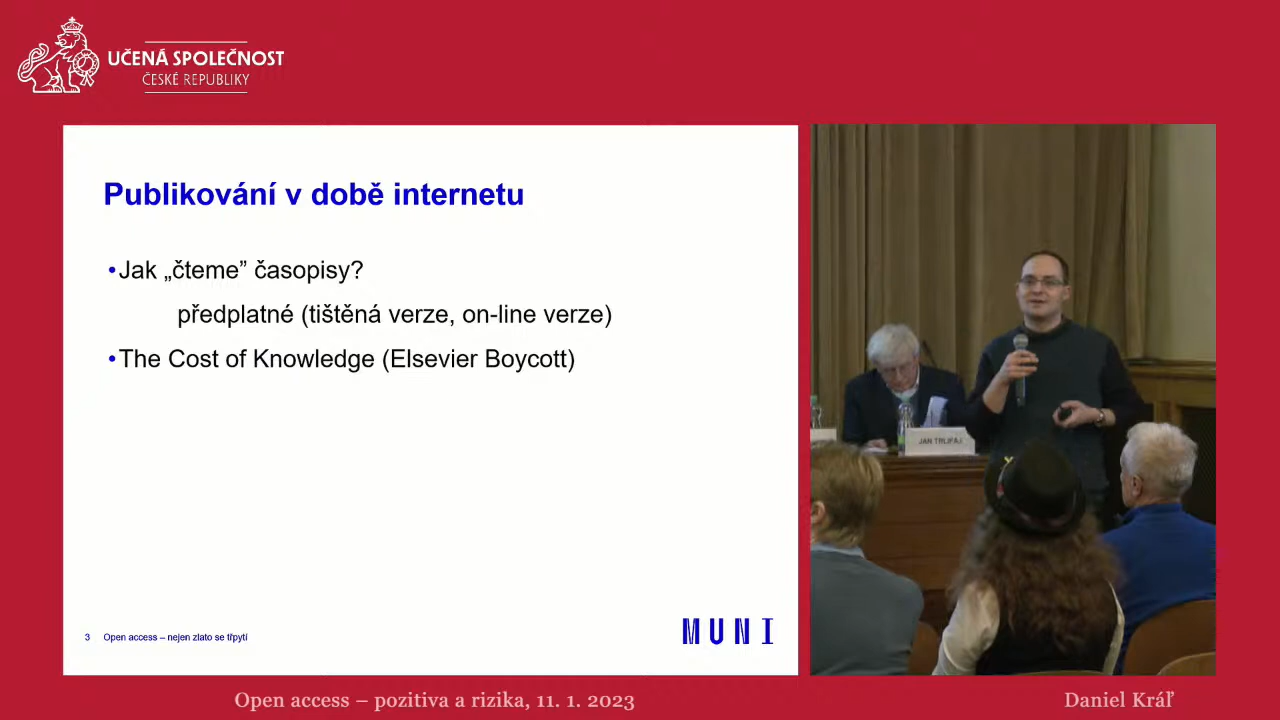 UČENÁ SPOLEČNOST
ČESKÉ REPUBLIKY
Publikování v době internetu
•Jak „čteme” časopisy?
předplatné (tištěná verze, on-line verze)
•The Cost of Knowledge (Elsevier Boycott)
3 Open access – nejen zlato se třpytí
MUNI
JAN TRLIFAJ
Open access – pozitiva a rizika, 11. 1. 2023
Daniel Kráľ